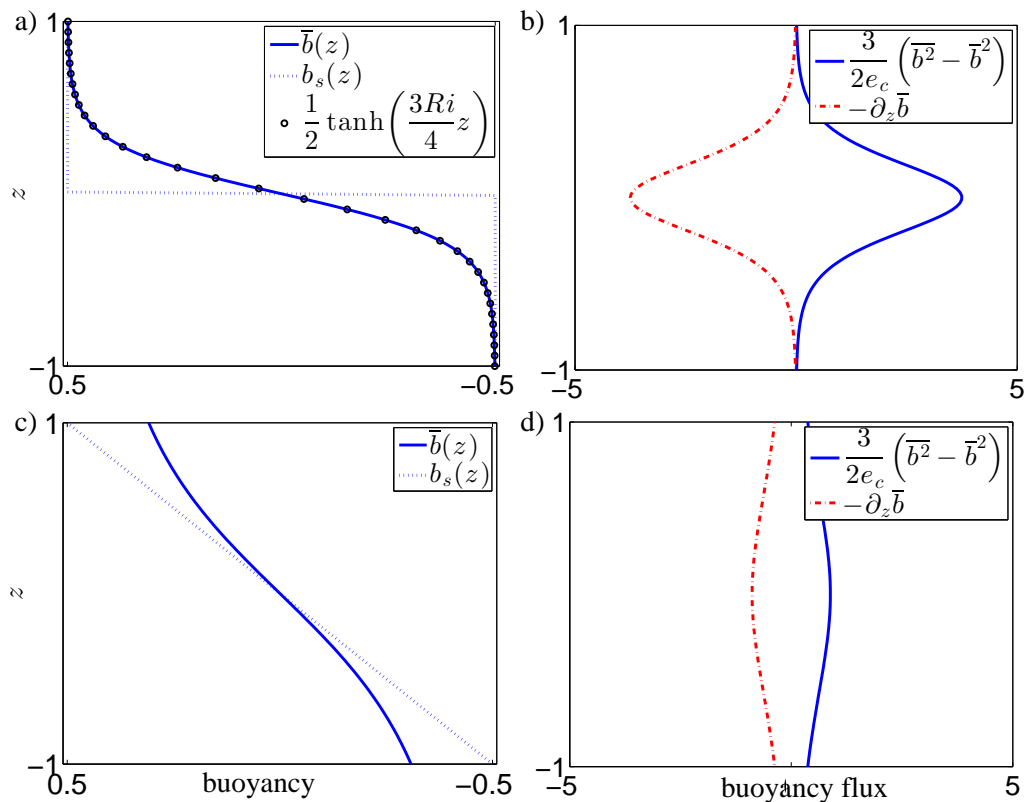 a)
1
b̅(z)
b_s(z)
1/2 tanh(3Ri/4 z)
z
−1
0.5
−0.5
b)
1
3/(2e_c) (b̅²̅ − b̅²)
−∂_z b̅
−1
−5
5
c)
1
b̅(z)
b_s(z)
z
−1
0.5
buoyancy
−0.5
d)
1
3/(2e_c) (b̅²̅ − b̅²)
−∂_z b̅
−1
−5
buoyancy flux
5